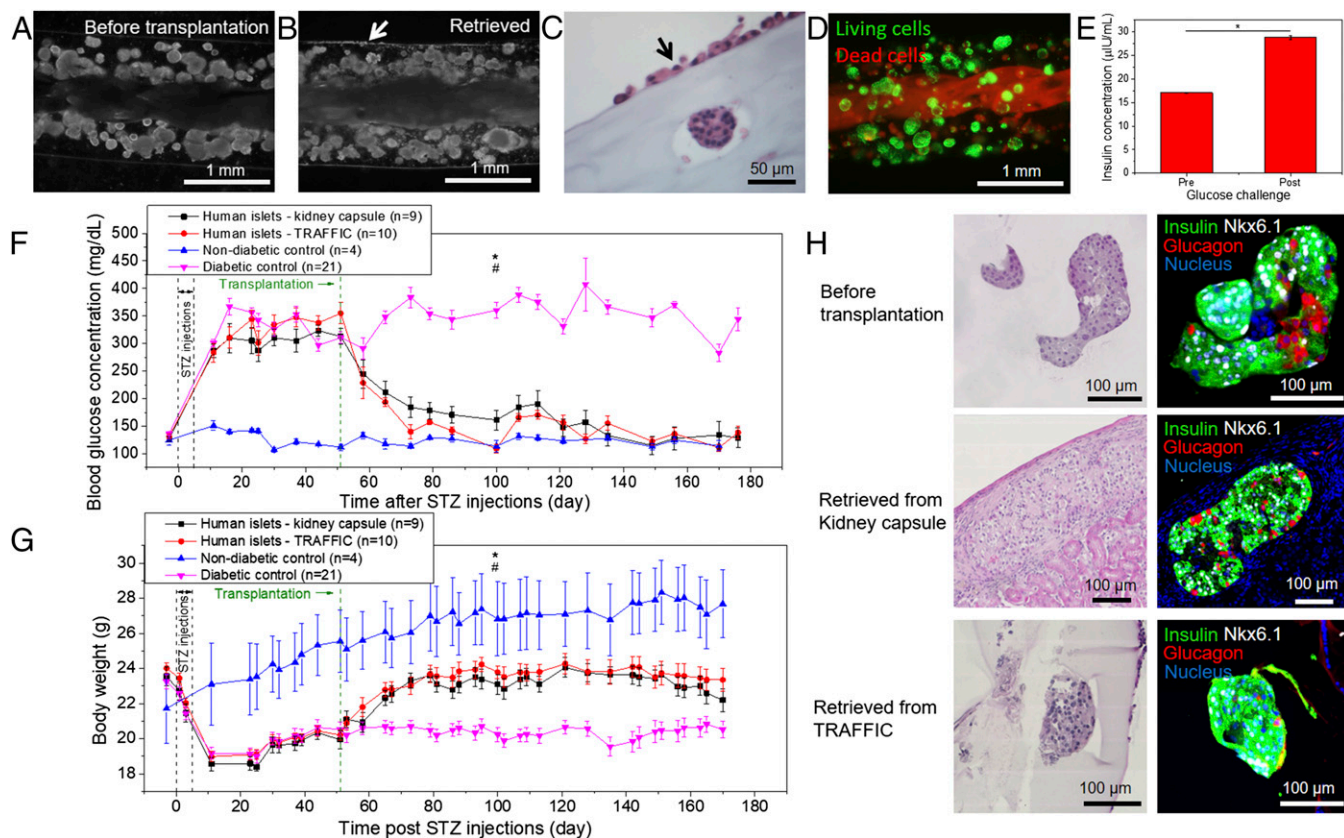 A
Before transplantation
1 mm
B
Retrieved
1 mm
C
50 µm
D
Living cells
Dead cells
1 mm
E
Insulin concentration (µIU/mL)
30
25
20
15
10
5
0
*
Pre
Post
Glucose challenge
F
Human islets - kidney capsule (n=9)
Human islets - TRAFFIC (n=10)
Non-diabetic control (n=4)
Diabetic control (n=21)
Transplantation
STZ injections
*
#
Blood glucose concentration (mg/dL)
500
450
400
350
300
250
200
150
100
0
20
40
60
80
100
120
140
160
180
Time after STZ injections (day)
G
Human islets - kidney capsule (n=9)
Human islets - TRAFFIC (n=10)
Non-diabetic control (n=4)
Diabetic control (n=21)
Transplantation
STZ injections
*
#
Body weight (g)
30
28
26
24
22
20
18
0
20
40
60
80
100
120
140
160
180
Time post STZ injections (day)
H
Before
transplantation
100 µm
Insulin Nkx6.1
Glucagon
Nucleus
100 µm
Retrieved from
Kidney capsule
100 µm
Insulin Nkx6.1
Glucagon
Nucleus
100 µm
Retrieved from
TRAFFIC
100 µm
Insulin Nkx6.1
Glucagon
Nucleus
100 µm